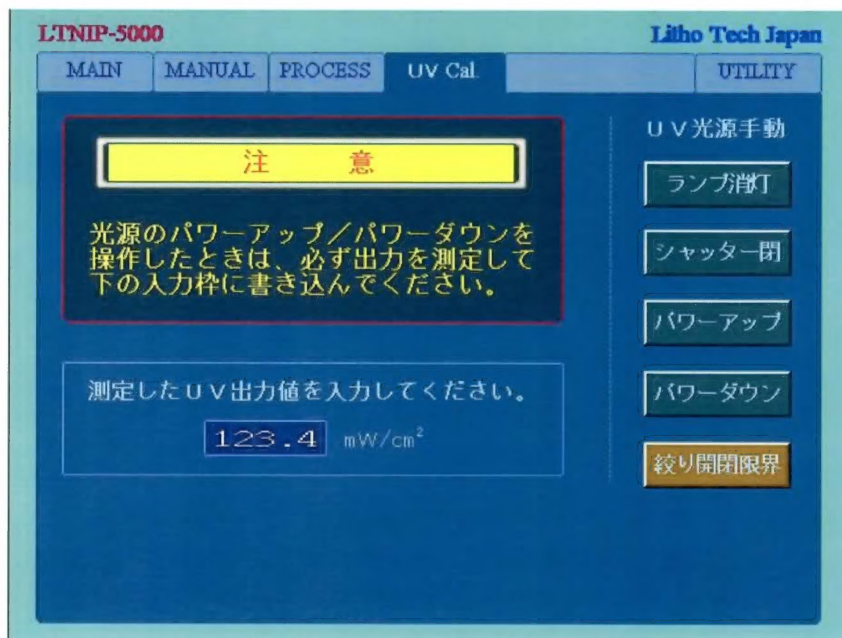 LTNIP-5000
Litho Tech Japan
MAIN
MANUAL
PROCESS
UV Cal.
UTILITY
注 意
光源のパワーアップ/パワーダウンを
操作したときは、必ず出力を測定して
下の入力枠に書き込んでください。
測定したUV出力値を入力してください。
123.4 mW/cm²
UV光源手動
ランプ消灯
シャッター閉
パワーアップ
パワーダウン
絞り開閉限界